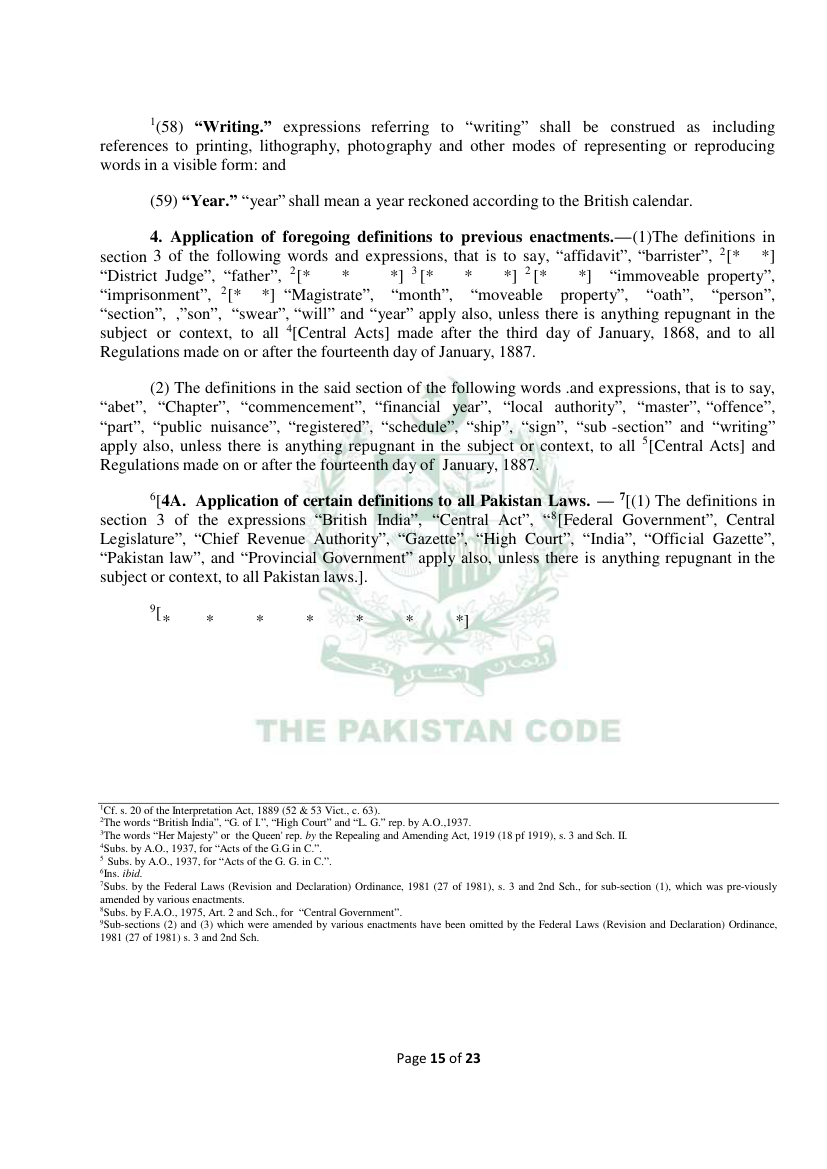 1(58) “Writing.” expressions referring to “writing” shall be construed as including
references to printing, lithography, photography and other modes of representing or reproducing
words in a visible form: and
(59) “Year.” “year” shall mean a year reckoned according to the British calendar.
4. Application of foregoing definitions to previous enactments.—(1)The definitions in
section 3 of the following words and expressions, that is to say, “affidavit”, “barrister”, 2[* *]
“District Judge”, “father”, 2[* * *] 3[* * *] 2[* *] “immoveable property”,
“imprisonment”, 2[* *] “Magistrate”, “month”, “moveable property”, “oath”, “person”,
“section”, ,”son”, “swear”, “will” and “year” apply also, unless there is anything repugnant in the
subject or context, to all 4[Central Acts] made after the third day of January, 1868, and to all
Regulations made on or after the fourteenth day of January, 1887.
(2) The definitions in the said section of the following words .and expressions, that is to say,
“abet”, “Chapter”, “commencement”, “financial year”, “local authority”, “master”, “offence”,
“part”, “public nuisance”, “registered”, “schedule”, “ship”, “sign”, “sub -section” and “writing”
apply also, unless there is anything repugnant in the subject or context, to all 5[Central Acts] and
Regulations made on or after the fourteenth day of January, 1887.
6[4A. Application of certain definitions to all Pakistan Laws. — 7[(1) The definitions in
section 3 of the expressions “British India”, “Central Act”, “8[Federal Government”, Central
Legislature”, “Chief Revenue Authority”, “Gazette”, “High Court”, “India”, “Official Gazette”,
“Pakistan law”, and “Provincial Government” apply also, unless there is anything repugnant in the
subject or context, to all Pakistan laws.].
9[* * * * * * *]
THE PAKISTAN CODE
1Cf. s. 20 of the Interpretation Act, 1889 (52 & 53 Vict., c. 63).
2The words “British India”, “G. of I.”, “High Court” and “L. G.” rep. by A.O.,1937.
3The words “Her Majesty” or the Queen' rep. by the Repealing and Amending Act, 1919 (18 pf 1919), s. 3 and Sch. II.
4Subs. by A.O., 1937, for “Acts of the G.G in C.”.
5 Subs. by A.O., 1937, for “Acts of the G. G. in C.”.
6Ins. ibid.
7Subs. by the Federal Laws (Revision and Declaration) Ordinance, 1981 (27 of 1981), s. 3 and 2nd Sch., for sub-section (1), which was pre-viously
amended by various enactments.
8Subs. by F.A.O., 1975, Art. 2 and Sch., for “Central Government”.
9Sub-sections (2) and (3) which were amended by various enactments have been omitted by the Federal Laws (Revision and Declaration) Ordinance,
1981 (27 of 1981) s. 3 and 2nd Sch.
Page 15 of 23